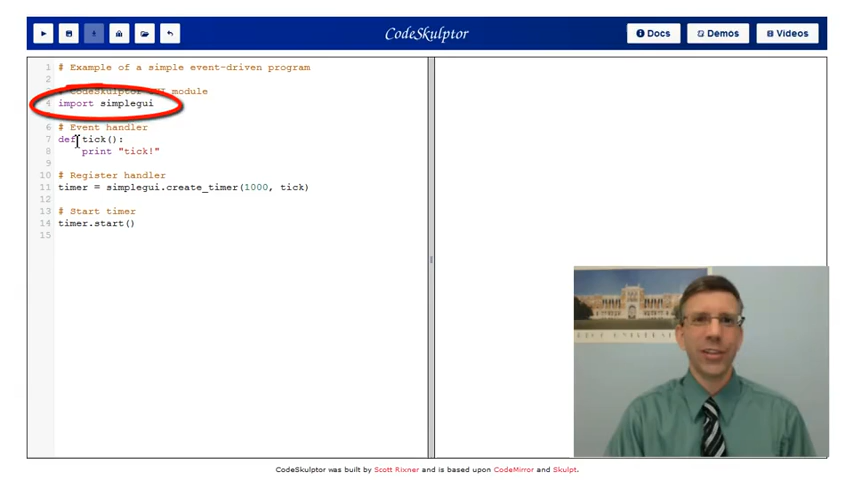 CodeSkulptor
Docs
Demos
Videos
1 # Example of a simple event-driven program
2
3 # CodeSkulptor module
4 import simplegui
6 # Event handler
7 def tick():
8 print "tick!"
9
10 # Register handler
11 timer = simplegui.create_timer(1000, tick)
12
13 # Start timer
14 timer.start()
15
CodeSkulptor was built by Scott Rixner and is based upon CodeMirror and Skulpt.